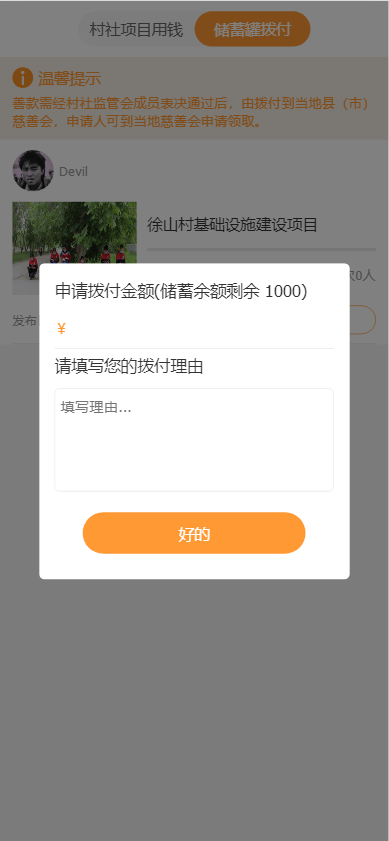 村社项目用钱
储蓄罐拨付
温馨提示
善款需经村社监管会成员表决通过后，由拨付到当地县（市）
慈善会，申请人可到当地慈善会申请领取。
Devil
徐山村基础设施建设项目
0人
申请拨付金额(储蓄余额剩余 1000)
¥
发布
请填写您的拨付理由
填写理由...
好的